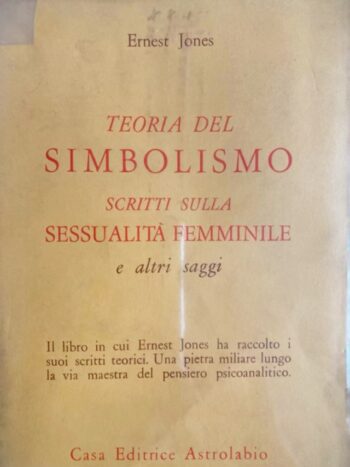 Ernest Jones
TEORIA DEL
SIMBOLISMO
SCRITTI SULLA
SESSUALITÀ FEMMINILE
e altri saggi
Il libro in cui Ernest Jones ha raccolto i
suoi scritti teorici. Una pietra miliare lungo
la via maestra del pensiero psicoanalitico.
Casa Editrice Astrolabio